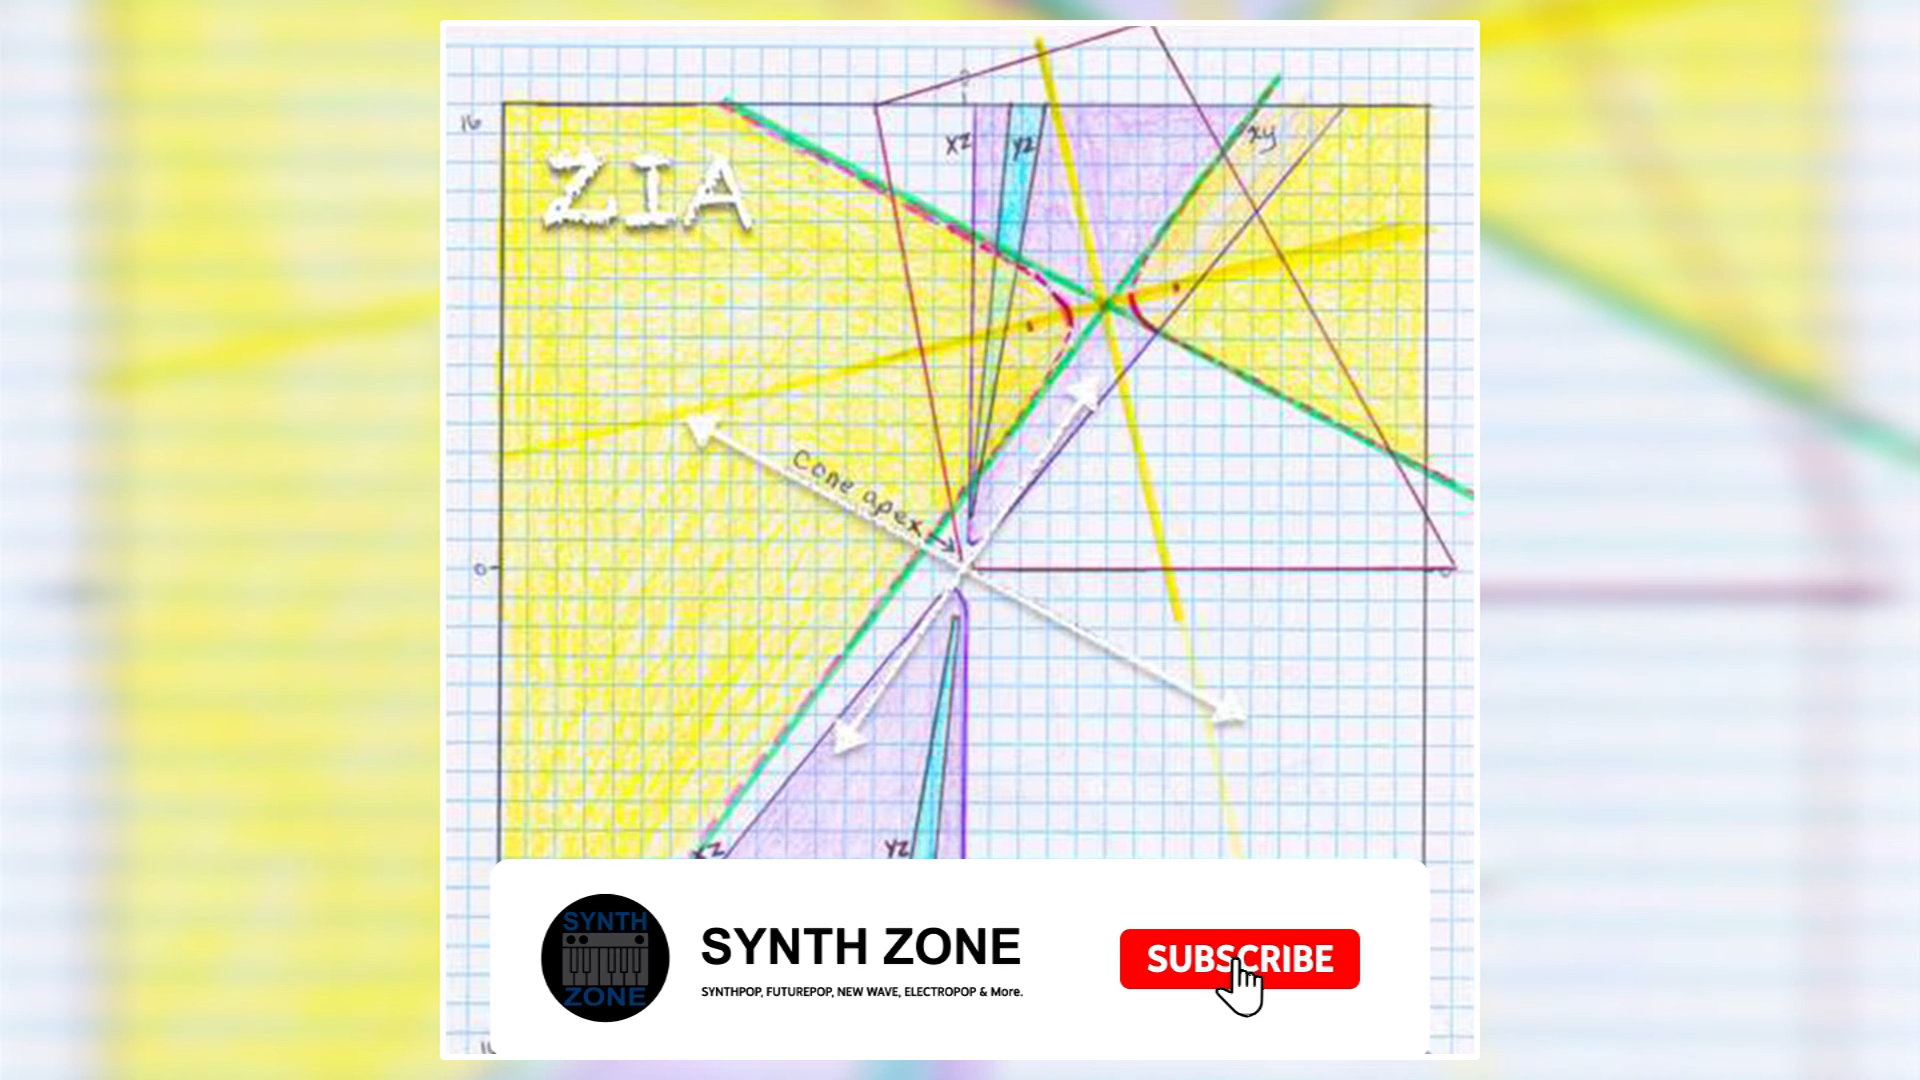 16
xz
yz
xy
ZIA
cone apex
0
xz
yz
SYNTH
ZONE
SYNTH ZONE
SYNTHPOP, FUTUREPOP, NEW WAVE, ELECTROPOP & More.
SUBSCRIBE